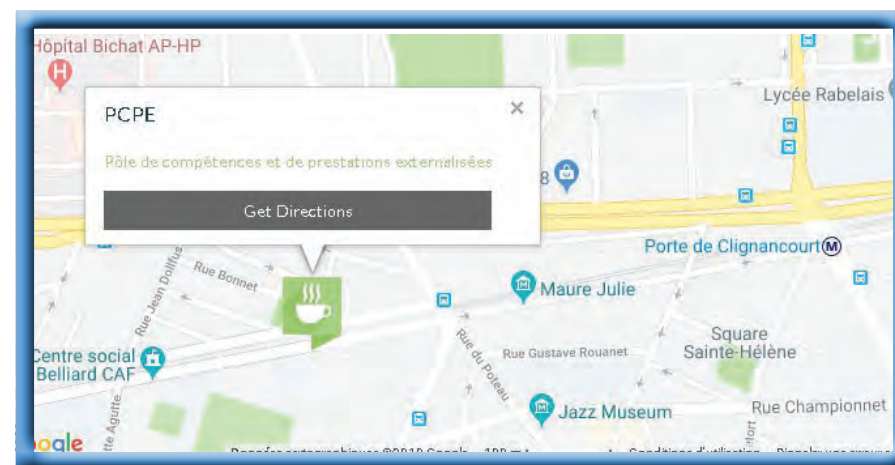 Hôpital Bichat AP-HP
H
Lycée Rabelais
PCPE
×
Pôle de compétences et de prestations externalisées
8
Get Directions
Porte de Clignancourt
M
Rue Jean Dollfus
Rue Bonnet
Maure Julie
Rue du Poteau
Rue Gustave Rouanet
Square
Sainte-Hélène
Centre social
Belliard CAF
Jazz Museum
Rue Championnet
Agutte